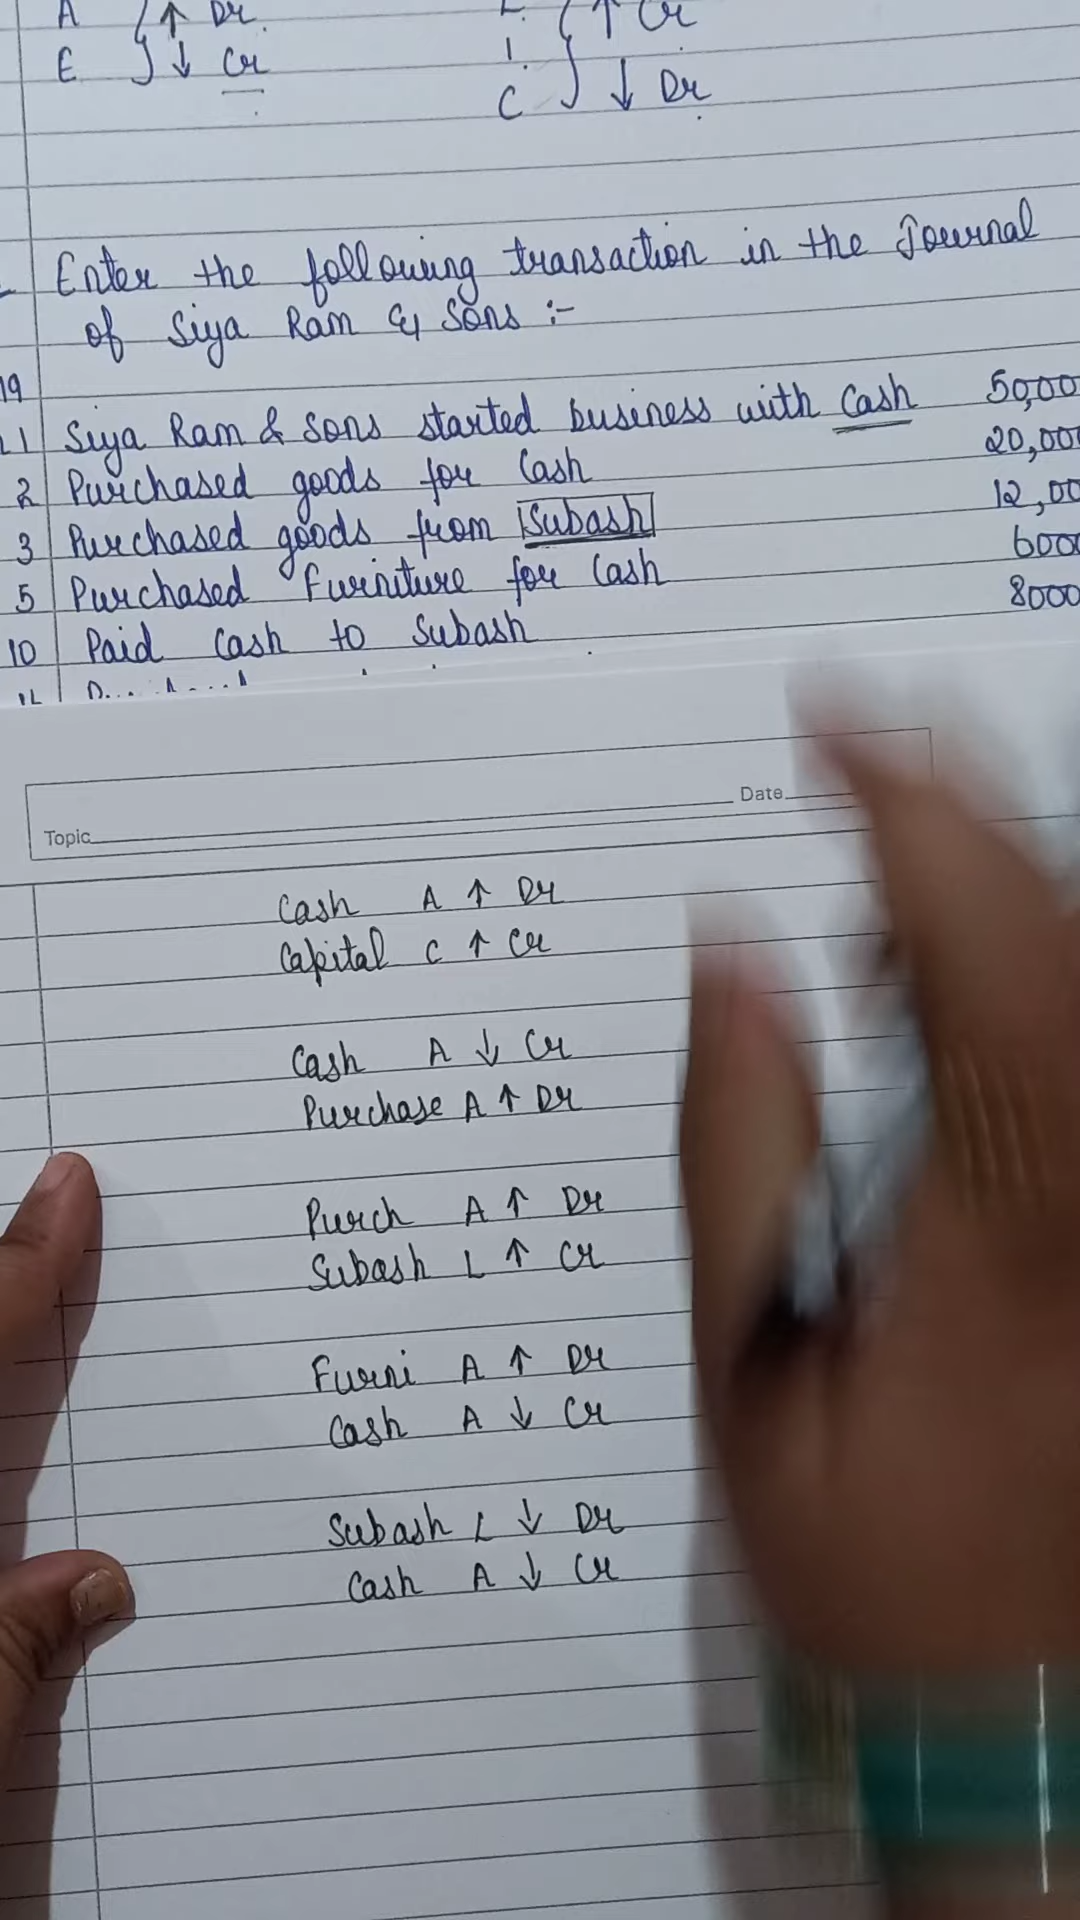 A ↑ Dr.
E ↓ Cr
L ↑ Cr
I
C ↓ Dr
Enter the following transaction in the Journal
of Siya Ram & Sons :-
19
1 Siya Ram & Sons started business with Cash 50,00
2 Purchased goods for Cash 20,00
3 Purchased goods from Subash 12,00
5 Purchased Furniture for Cash 600
10 Paid Cash to Subash 8000
Topic Date
Cash A ↑ Dr
Capital C ↑ Cr
Cash A ↓ Cr
Purchase A ↑ Dr
Purch A ↑ Dr
Subash L ↑ Cr
Furni A ↑ Dr
Cash A ↓ Cr
Subash L ↓ Dr
Cash A ↓ Cr